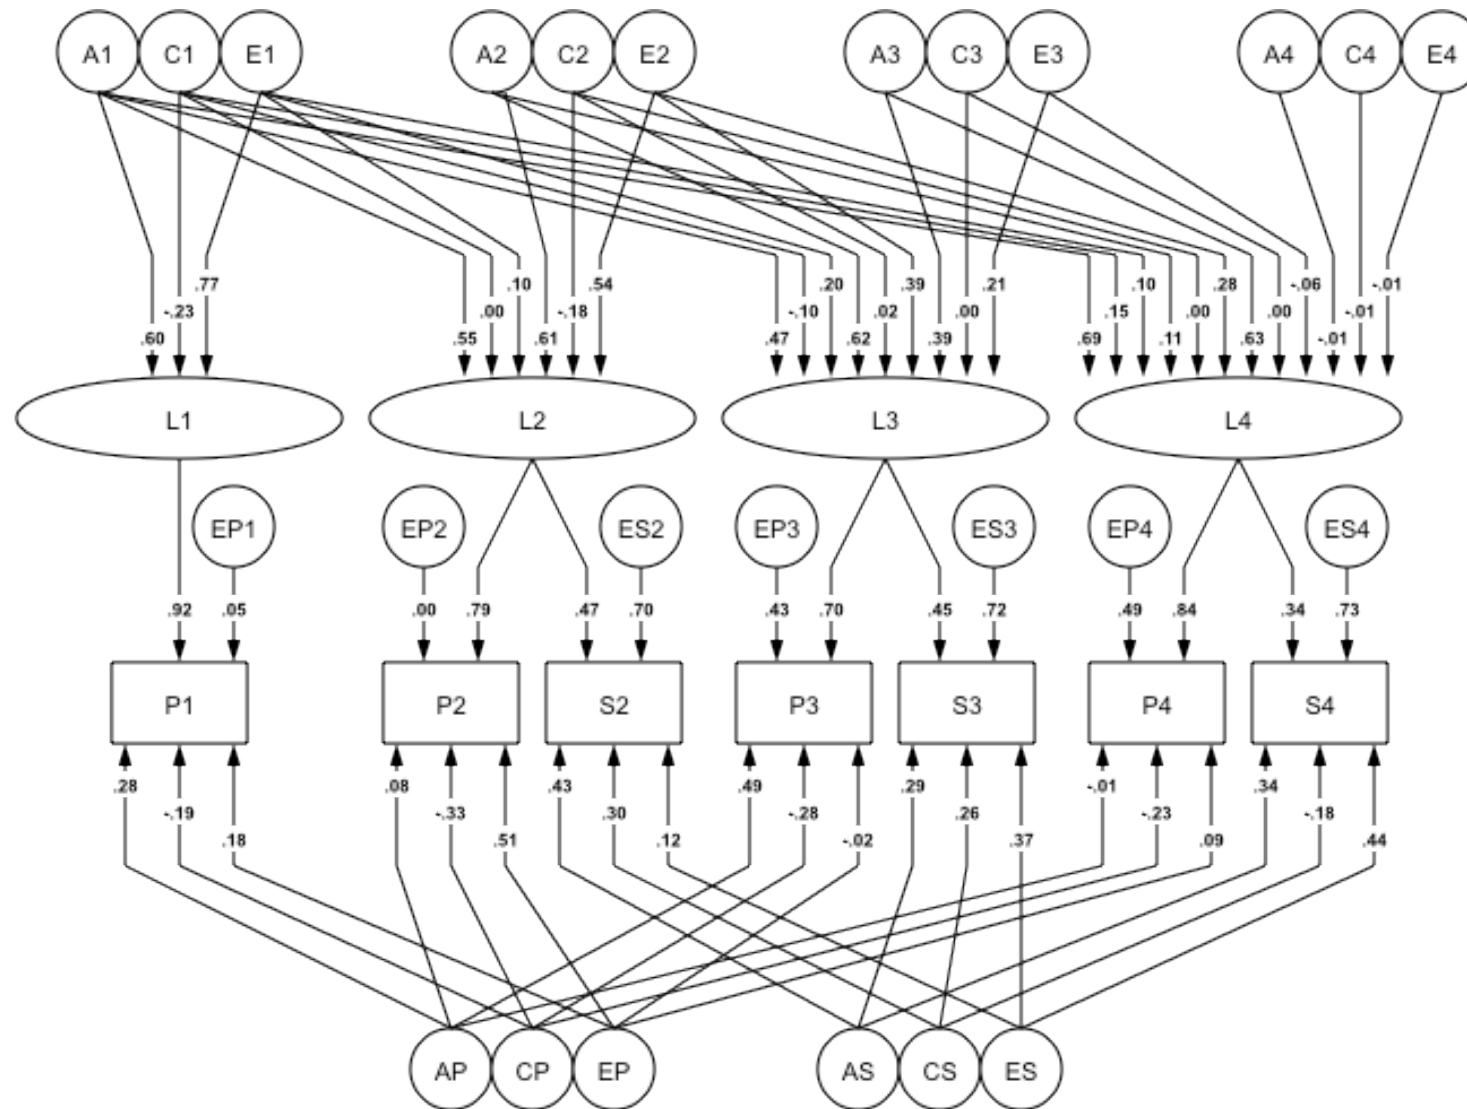 A1 C1 E1 A2 C2 E2 A3 C3 E3 A4 C4 E4
.77 .10 .54 .20 .39 .21 .10 .28 -.06 -.01
-.23 .00 -.18 -.10 .02 .00 .15 .00 .00 -.01
.60 .55 .61 .47 .62 .39 .69 .11 .63 -.01
L1 L2 L3 L4
EP1 EP2 ES2 EP3 ES3 EP4 ES4
.92 .05 .00 .79 .47 .70 .43 .70 .45 .72 .49 .84 .34 .73
P1 P2 S2 P3 S3 P4 S4
.28 .08 .43 .49 .29 -.01 .34
-.19 -.33 .30 -.28 .26 -.23 -.18
.18 .51 .12 -.02 .37 .09 .44
AP CP EP AS CS ES